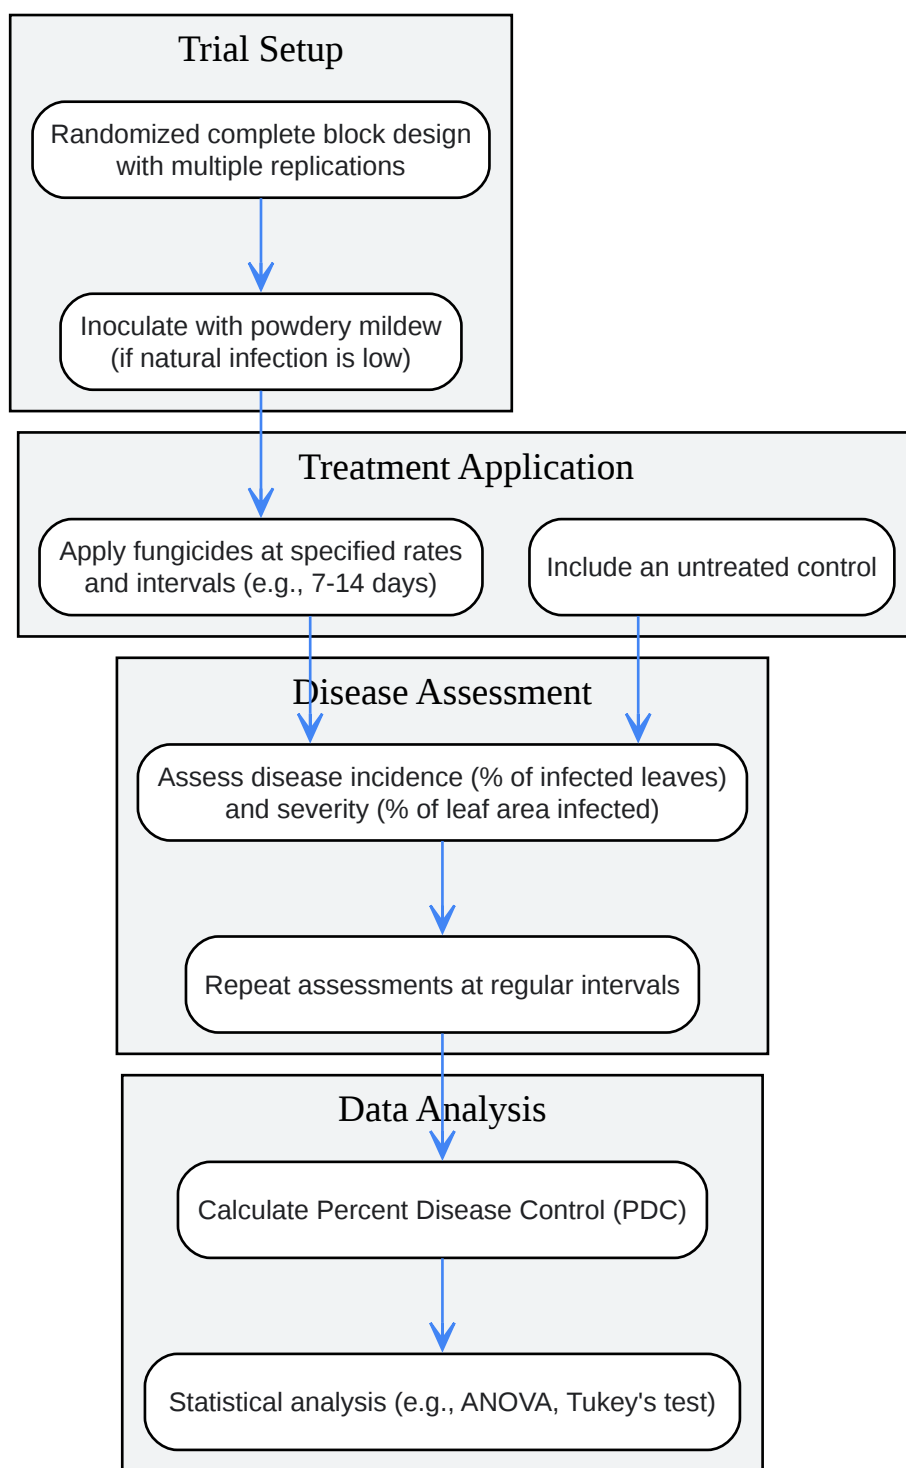 Trial Setup
Randomized complete block design
with multiple replications
Inoculate with powdery mildew
(if natural infection is low)
Treatment Application
Apply fungicides at specified rates
and intervals (e.g., 7-14 days)
Include an untreated control
Disease Assessment
Assess disease incidence (% of infected leaves)
and severity (% of leaf area infected)
Repeat assessments at regular intervals
Data Analysis
Calculate Percent Disease Control (PDC)
Statistical analysis (e.g., ANOVA, Tukey's test)